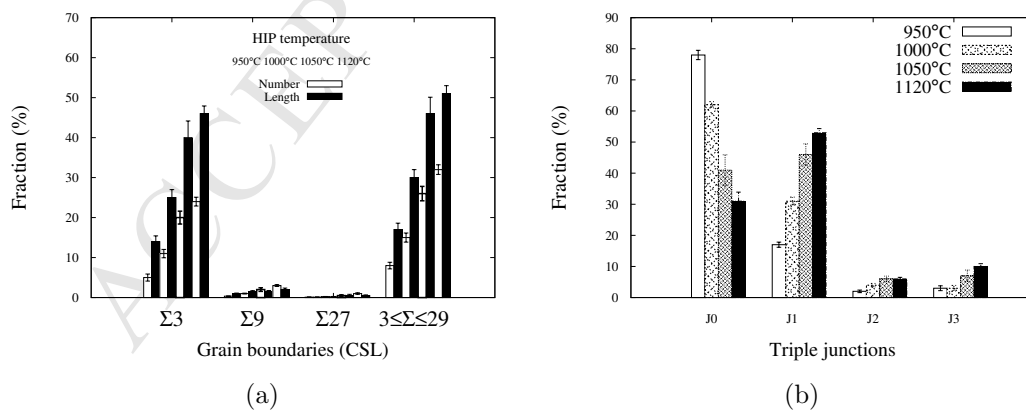 70
60
50
40
30
20
10
0
Fraction (%)
HIP temperature
950°C 1000°C 1050°C 1120°C
Number
Length
Σ3 Σ9 Σ27 3≤Σ≤29
Grain boundaries (CSL)
(a)
ACCEP
90
80
70
60
50
40
30
20
10
0
Fraction (%)
950°C
1000°C
1050°C
1120°C
J0 J1 J2 J3
Triple junctions
(b)